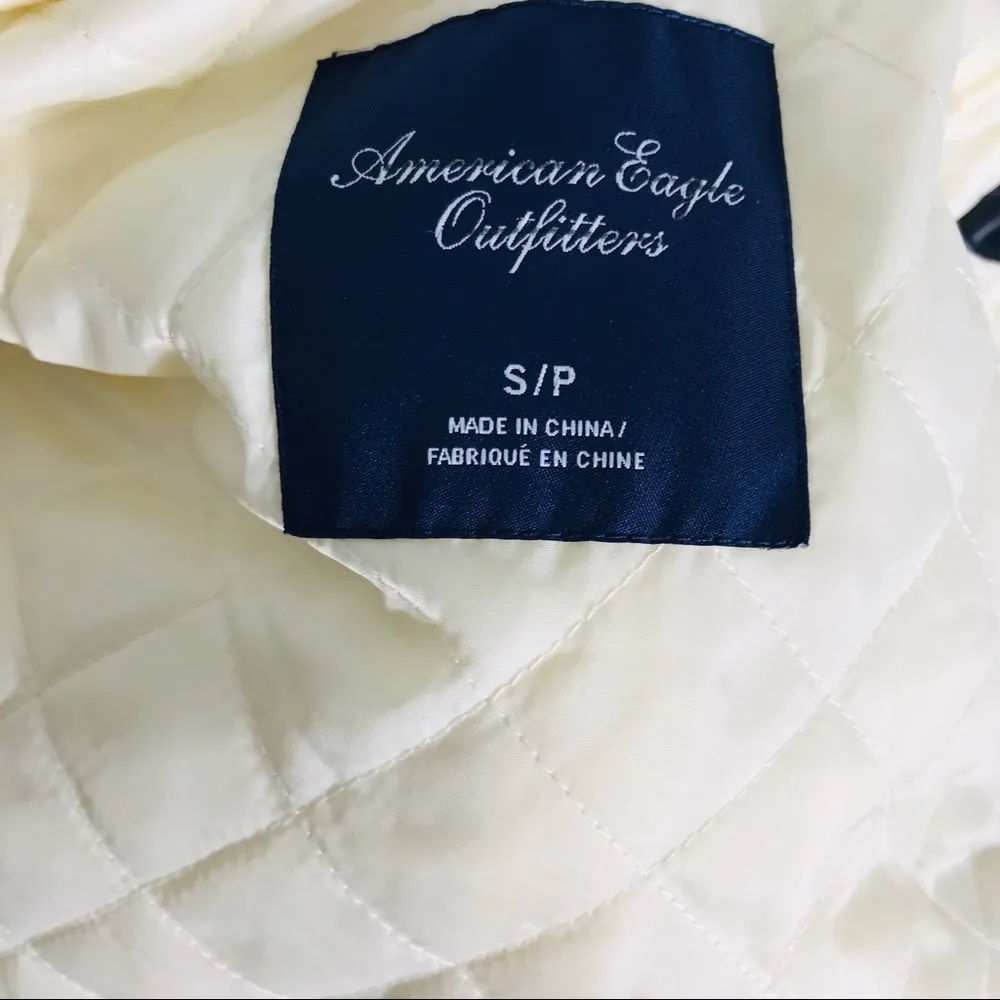 American Eagle
Outfitters
S/P
MADE IN CHINA/
FABRIQUÉ EN CHINE